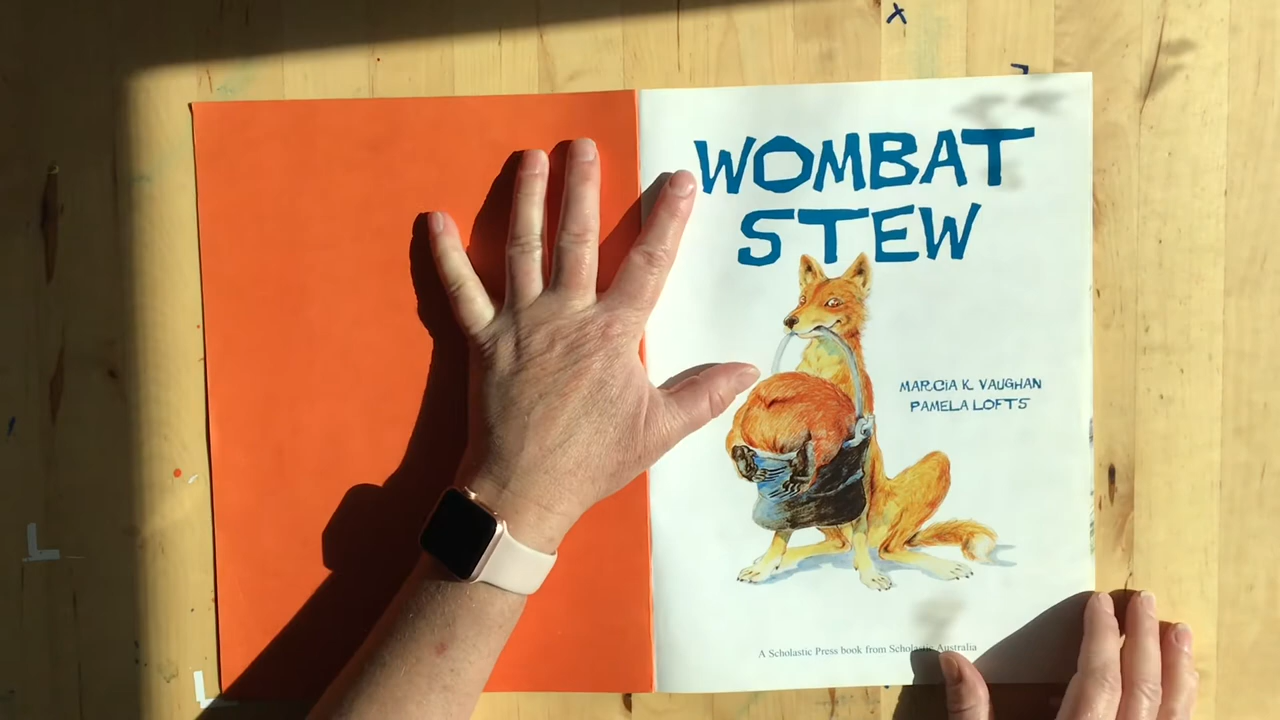 WOMBAT
STEW
MARCIA K. VAUGHAN
PAMELA LOFTS
A Scholastic Press book from Scholastic Australia